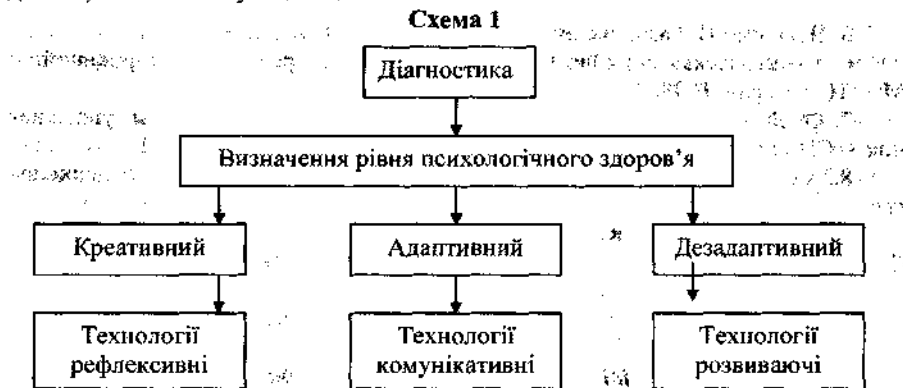 Схема 1
Діагностика
Визначення рівня психологічного здоров’я
Креативний Адаптивний Дезадаптивний
Технології Технології Технології
рефлексивні комунікативні розвиваючі